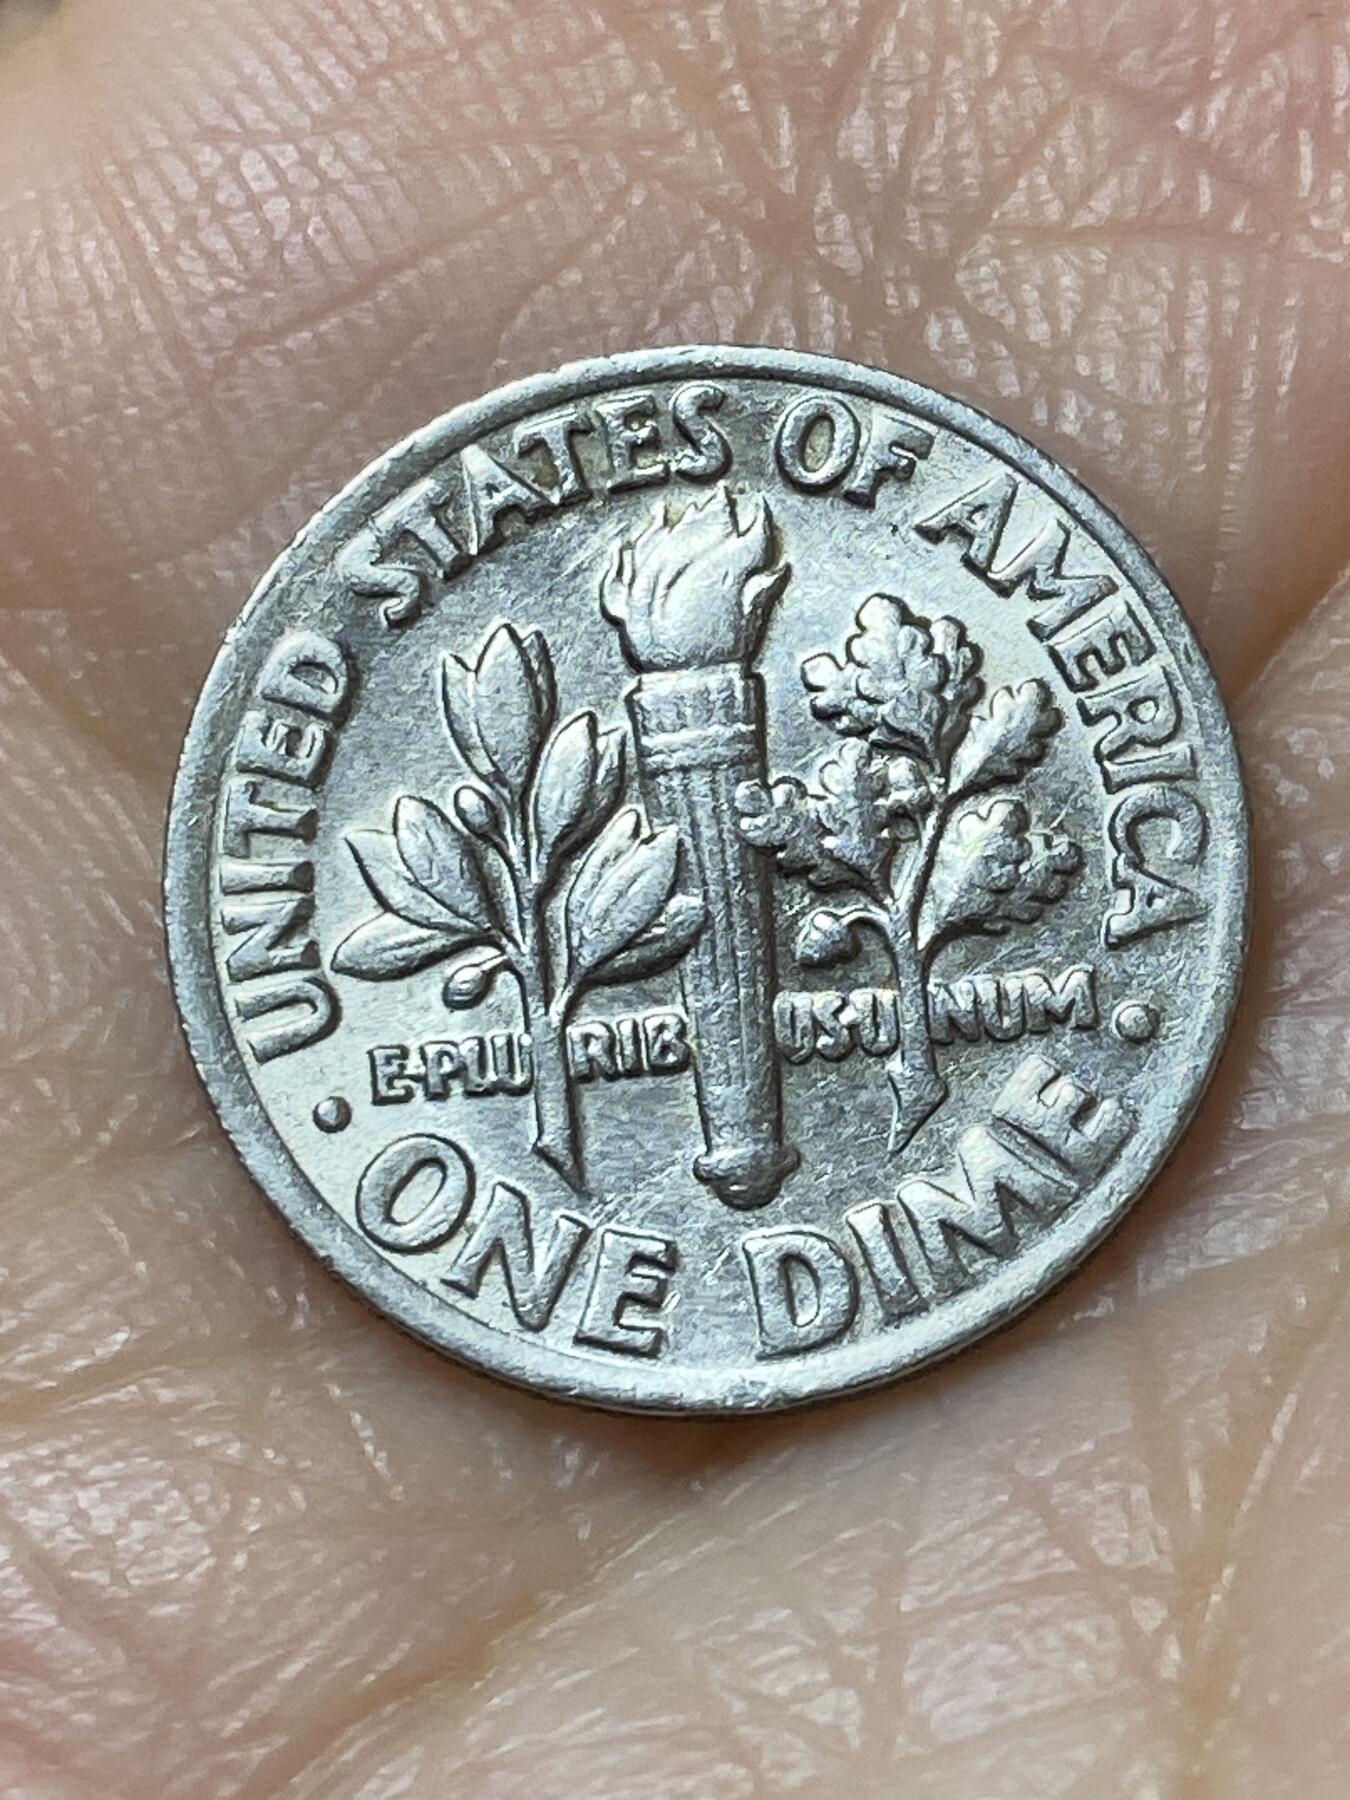 UNITED STATES OF AMERICA
E·PLURIBUS·UNUM
· ONE DIME ·